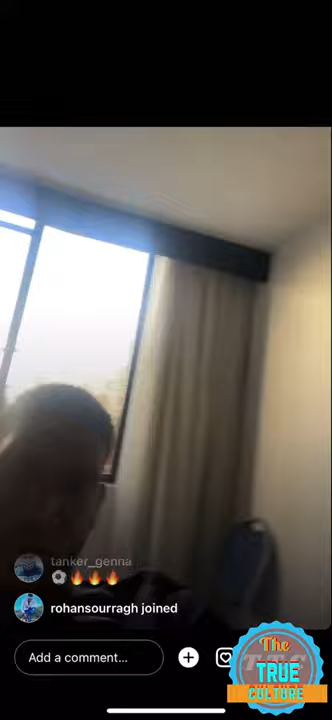 tanker_genna
⚽🔥🔥🔥
rohansourragh joined
Add a comment...
The
TRUE
CULTURE